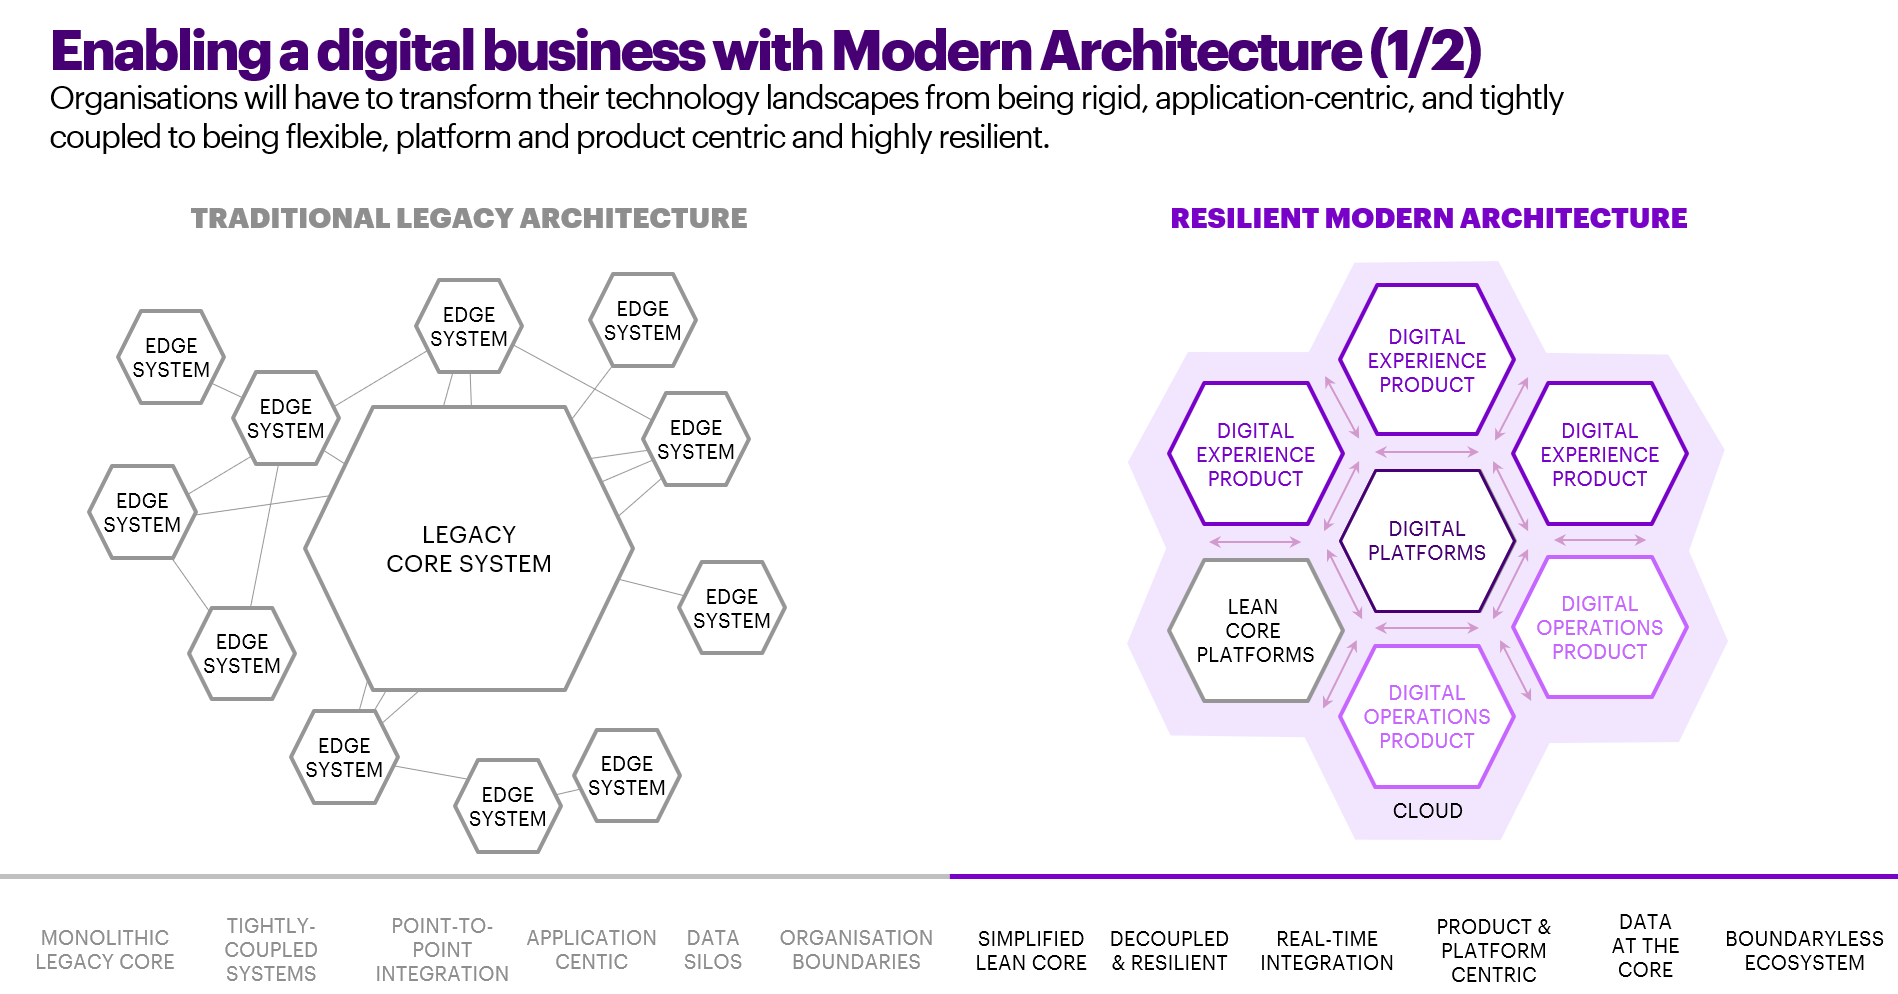 Enabling a digital business with Modern Architecture (1/2)
Organisations will have to transform their technology landscapes from being rigid, application-centric, and tightly
coupled to being flexible, platform and product centric and highly resilient.
TRADITIONAL LEGACY ARCHITECTURE
EDGE
SYSTEM
EDGE
SYSTEM
EDGE
SYSTEM
EDGE
SYSTEM
EDGE
SYSTEM
EDGE
SYSTEM
EDGE
SYSTEM
LEGACY
CORE SYSTEM
EDGE
SYSTEM
EDGE
SYSTEM
EDGE
SYSTEM
EDGE
SYSTEM
EDGE
SYSTEM
RESILIENT MODERN ARCHITECTURE
DIGITAL
EXPERIENCE
PRODUCT
DIGITAL
EXPERIENCE
PRODUCT
DIGITAL
EXPERIENCE
PRODUCT
DIGITAL
PLATFORMS
LEAN
CORE
PLATFORMS
DIGITAL
OPERATIONS
PRODUCT
DIGITAL
OPERATIONS
PRODUCT
CLOUD
MONOLITHIC
LEGACY CORE
TIGHTLY-
COUPLED
SYSTEMS
POINT-TO-
POINT
INTEGRATION
APPLICATION
CENTIC
DATA
SILOS
ORGANISATION
BOUNDARIES
SIMPLIFIED
LEAN CORE
DECOUPLED
& RESILIENT
REAL-TIME
INTEGRATION
PRODUCT &
PLATFORM
CENTRIC
DATA
AT THE
CORE
BOUNDARYLESS
ECOSYSTEM